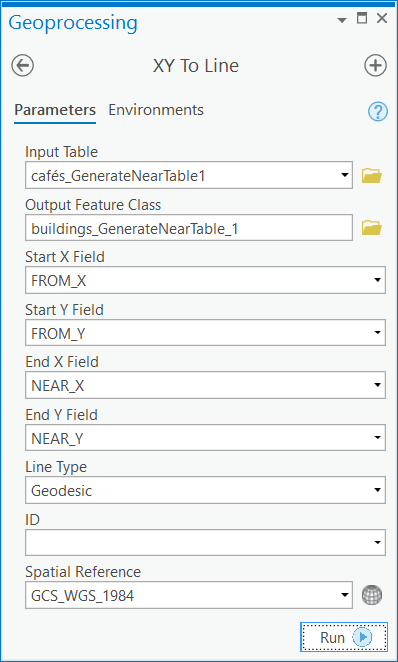 Geoprocessing
XY To Line
Parameters Environments
Input Table
cafés_GenerateNearTable1
Output Feature Class
buildings_GenerateNearTable_1
Start X Field
FROM_X
Start Y Field
FROM_Y
End X Field
NEAR_X
End Y Field
NEAR_Y
Line Type
Geodesic
ID
Spatial Reference
GCS_WGS_1984
Run